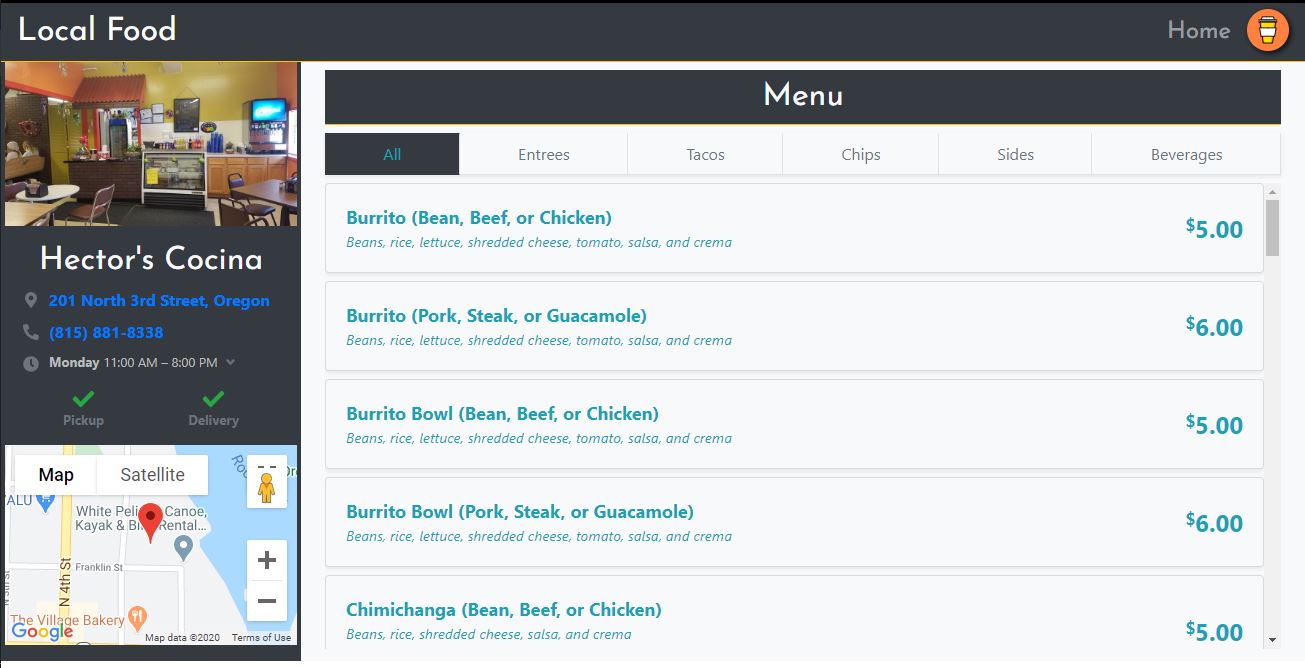 Local Food
Home
Hector's Cocina
201 North 3rd Street, Oregon
(815) 881-8338
Monday 11:00 AM – 8:00 PM
Pickup
Delivery
Map
Satellite
White Peli Canoe,
Kayak & Bi Rental...
Franklin St
N 4th St
The Village Bakery
Google
Map data ©2020
Terms of Use
Menu
All
Entrees
Tacos
Chips
Sides
Beverages
Burrito (Bean, Beef, or Chicken)
Beans, rice, lettuce, shredded cheese, tomato, salsa, and crema
$5.00
Burrito (Pork, Steak, or Guacamole)
Beans, rice, lettuce, shredded cheese, tomato, salsa, and crema
$6.00
Burrito Bowl (Bean, Beef, or Chicken)
Beans, rice, lettuce, shredded cheese, tomato, salsa, and crema
$5.00
Burrito Bowl (Pork, Steak, or Guacamole)
Beans, rice, lettuce, shredded cheese, tomato, salsa, and crema
$6.00
Chimichanga (Bean, Beef, or Chicken)
Beans, rice, shredded cheese, salsa, and crema
$5.00